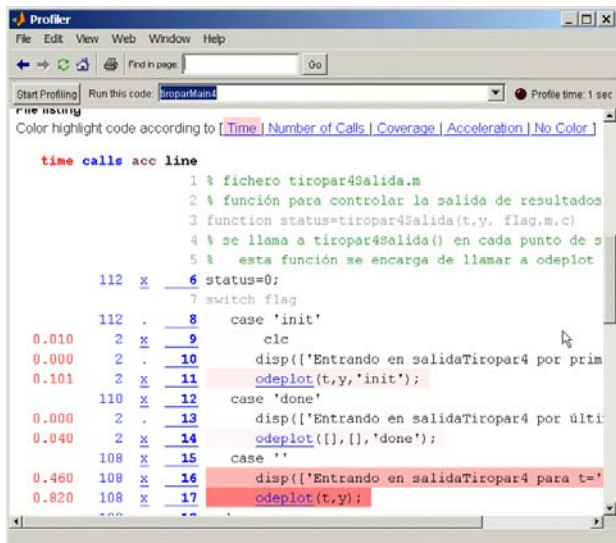 Profiler
File Edit View Web Window Help
Find in page: Go
Start Profiling Run this code: tiroparMain4 Profile time: 1 sec
File listing
Color highlight code according to [ Time | Number of Calls | Coverage | Acceleration | No Color ]
time calls acc line
1 % fichero tiropar4Salida.m
2 % función para controlar la salida de resultados
3 function status=tiropar4Salida(t,y, flag,m,c)
4 % se llama a tiropar4Salida() en cada punto de s
5 % esta función se encarga de llamar a odeplot
112 x 6 status=0;
7 switch flag
112 . 8 case 'init'
0.010 2 x 9 clc
0.000 2 . 10 disp(['Entrando en salidaTiropar4 por prim
0.101 2 x 11 odeplot(t,y,'init');
110 x 12 case 'done'
0.000 2 . 13 disp(['Entrando en salidaTiropar4 por últi
0.040 2 x 14 odeplot([],[],'done');
108 x 15 case ''
0.460 108 x 16 disp(['Entrando en salidaTiropar4 para t='
0.820 108 x 17 odeplot(t,y);